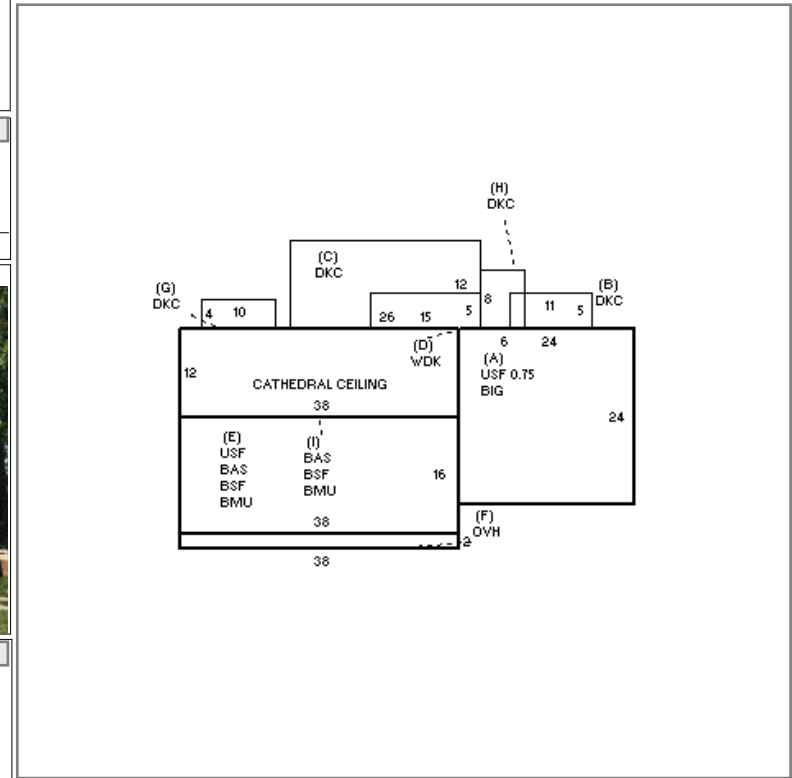 (H)
DKC
(C)
DKC
12
(G)
DKC
4 10
26 15 5
8
11 5
(B)
DKC
(D)
WDK
6 24
(A)
USF 0.75
BIG
12
CATHEDRAL CEILING
38
24
(E)
USF
BAS
BSF
BMU
(I)
BAS
BSF
BMU
16
38
(F)
OVH
2
38